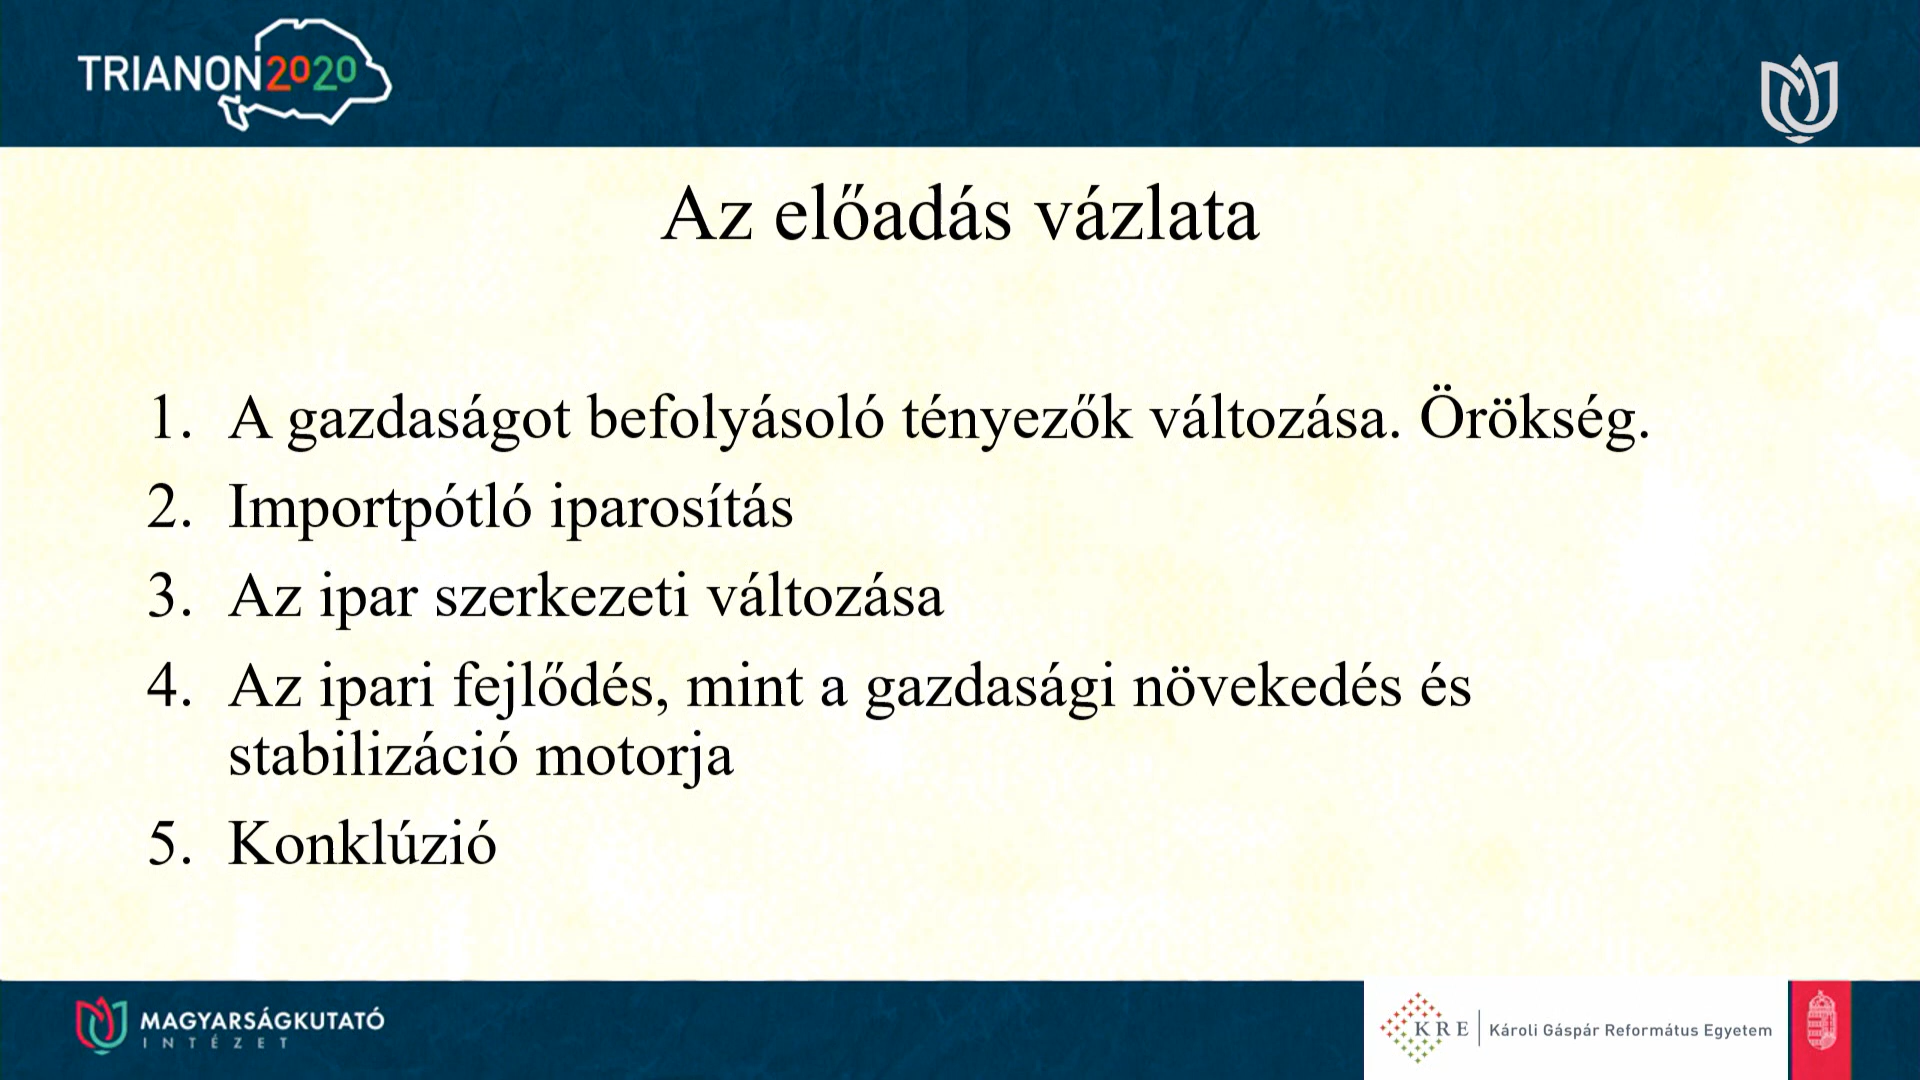 TRIANON2020
Az előadás vázlata
1. A gazdaságot befolyásoló tényezők változása. Örökség.
2. Importpótló iparosítás
3. Az ipar szerkezeti változása
4. Az ipari fejlődés, mint a gazdasági növekedés és
stabilizáció motorja
5. Konklúzió
MAGYARSÁGKUTATÓ
INTÉZET
KRE
Károli Gáspár Református Egyetem